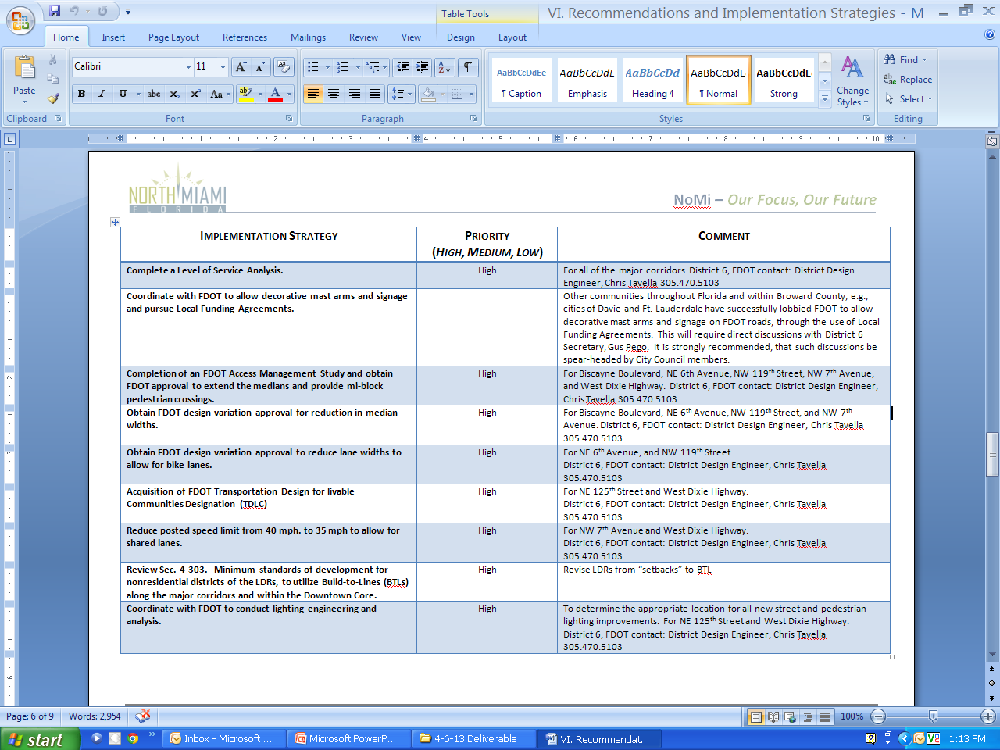 Table Tools
VI. Recommendations and Implementation Strategies - M
Home Insert Page Layout References Mailings Review View Design Layout
Paste
Clipboard
Calibri 11
Font
Paragraph
AaBbCcDdEe AaBbCcDdE AaBbCcDd. AaBbCcDdE AaBbCcDdE
¶ Caption Emphasis Heading 4 ¶ Normal Strong
Change
Styles
Styles
Find
Replace
Select
Editing
1 2 3 4 5 6 7 8 9 10
NORTH MIAMI
FLORIDA
NoMi – Our Focus, Our Future
IMPLEMENTATION STRATEGY
PRIORITY
(HIGH, MEDIUM, LOW)
COMMENT
Complete a Level of Service Analysis.
High
For all of the major corridors. District 6, FDOT contact: District Design
Engineer, Chris Tavella 305.470.5103
Coordinate with FDOT to allow decorative mast arms and signage
and pursue Local Funding Agreements.
Other communities throughout Florida and within Broward County, e.g.,
cities of Davie and Ft. Lauderdale have successfully lobbied FDOT to allow
decorative mast arms and signage on FDOT roads, through the use of Local
Funding Agreements. This will require direct discussions with District 6
Secretary, Gus Pego. It is strongly recommended, that such discussions be
spear-headed by City Council members.
Completion of an FDOT Access Management Study and obtain
FDOT approval to extend the medians and provide mi-block
pedestrian crossings.
High
For Biscayne Boulevard, NE 6th Avenue, NW 119th Street, NW 7th Avenue,
and West Dixie Highway. District 6, FDOT contact: District Design Engineer,
Chris Tavella 305.470.5103
Obtain FDOT design variation approval for reduction in median
widths.
High
For Biscayne Boulevard, NE 6th Avenue, NW 119th Street, and NW 7th
Avenue. District 6, FDOT contact: District Design Engineer, Chris Tavella
305.470.5103
Obtain FDOT design variation approval to reduce lane widths to
allow for bike lanes.
High
For NE 6th Avenue, and NW 119th Street.
District 6, FDOT contact: District Design Engineer, Chris Tavella
305.470.5103
Acquisition of FDOT Transportation Design for livable
Communities Designation (TDLC)
High
For NE 125th Street and West Dixie Highway.
District 6, FDOT contact: District Design Engineer, Chris Tavella
305.470.5103
Reduce posted speed limit from 40 mph. to 35 mph to allow for
shared lanes.
High
For NW 7th Avenue and West Dixie Highway.
District 6, FDOT contact: District Design Engineer, Chris Tavella
305.470.5103
Review Sec. 4-303. - Minimum standards of development for
nonresidential districts of the LDRs, to utilize Build-to-Lines (BTLs)
along the major corridors and within the Downtown Core.
High
Revise LDRs from “setbacks” to BTL
Coordinate with FDOT to conduct lighting engineering and
analysis.
High
To determine the appropriate location for all new street and pedestrian
lighting improvements. For NE 125th Street and West Dixie Highway.
District 6, FDOT contact: District Design Engineer, Chris Tavella
305.470.5103
Page: 6 of 9 Words: 2,954 100%
start Inbox - Microsoft ... Microsoft PowerP... 4-6-13 Deliverable VI. Recommendat... 1:13 PM